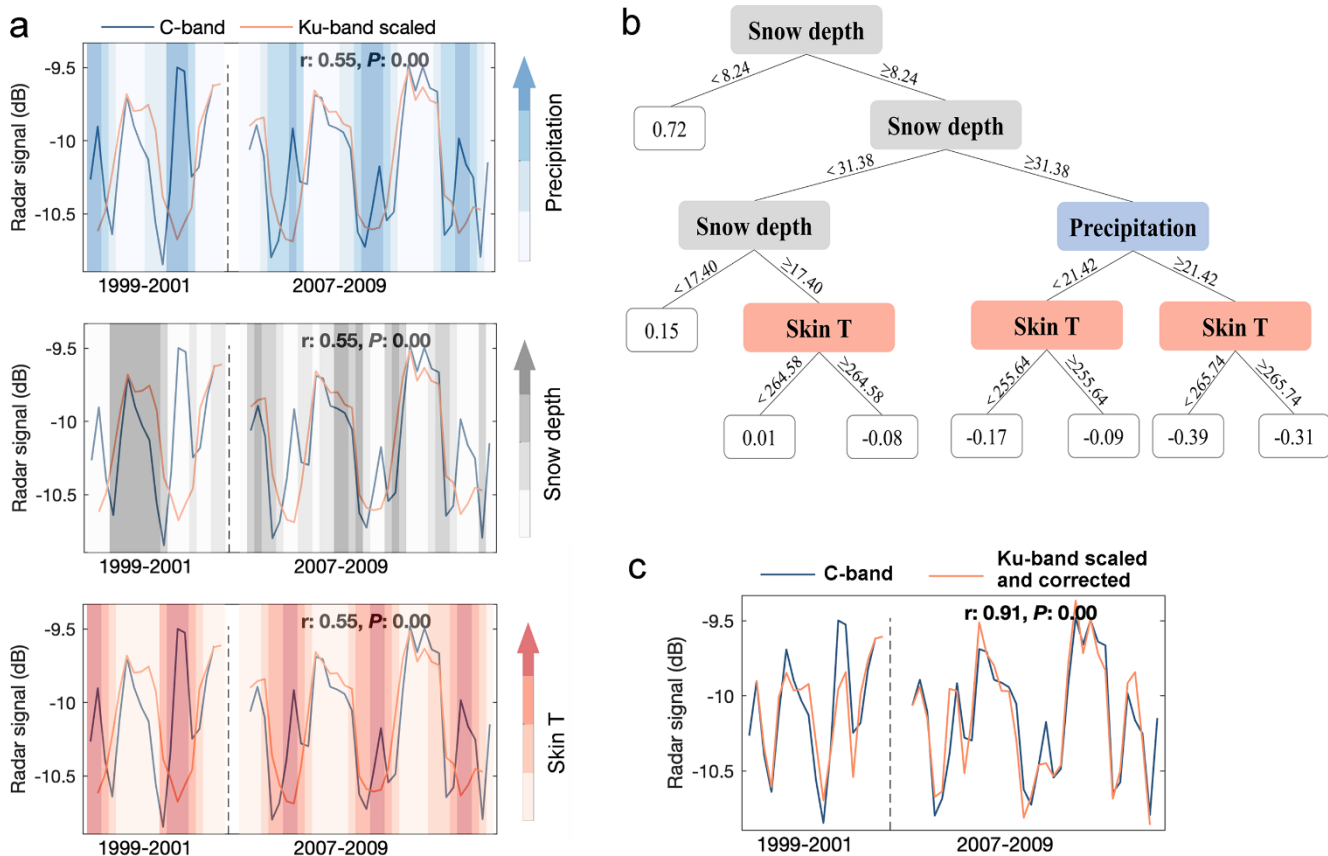 a
C-band
Ku-band scaled
r: 0.55, P: 0.00
-9.5
-10
-10.5
Radar signal (dB)
1999-2001
2007-2009
Precipitation
r: 0.55, P: 0.00
-9.5
-10
-10.5
Radar signal (dB)
1999-2001
2007-2009
Snow depth
r: 0.55, P: 0.00
-9.5
-10
-10.5
Radar signal (dB)
1999-2001
2007-2009
Skin T
b
Snow depth
<8.24
≥8.24
0.72
Snow depth
<31.38
≥31.38
Snow depth
Precipitation
<17.40
≥17.40
<21.42
≥21.42
0.15
Skin T
Skin T
Skin T
<264.58
≥264.58
<255.64
≥255.64
<265.74
≥265.74
0.01
-0.08
-0.17
-0.09
-0.39
-0.31
c
C-band
Ku-band scaled
and corrected
r: 0.91, P: 0.00
-9.5
-10
-10.5
Radar signal (dB)
1999-2001
2007-2009